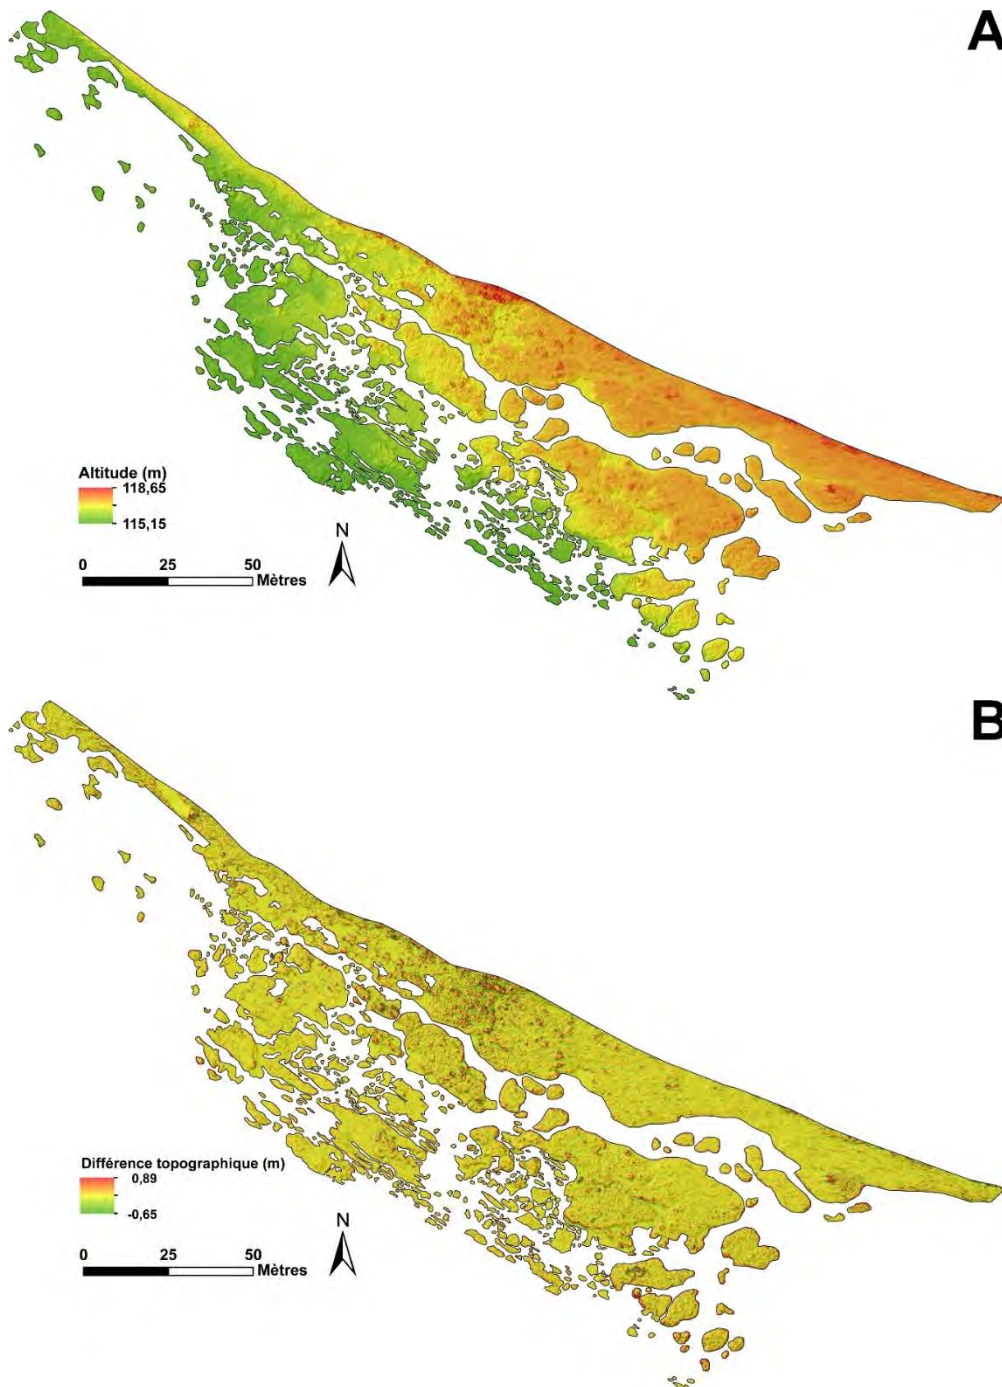 A
Altitude (m)
118,65
115,15
N
0 25 50
Mètres
B
Différence topographique (m)
0,89
-0,65
N
0 25 50
Mètres